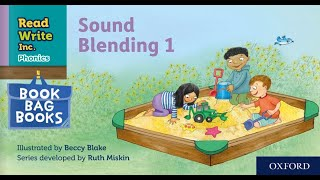 Read
Write
Inc.
Phonics
BOOK
BAG
BOOKS
Sound
Blending 1
Illustrated by Beccy Blake
Series developed by Ruth Miskin
OXFORD